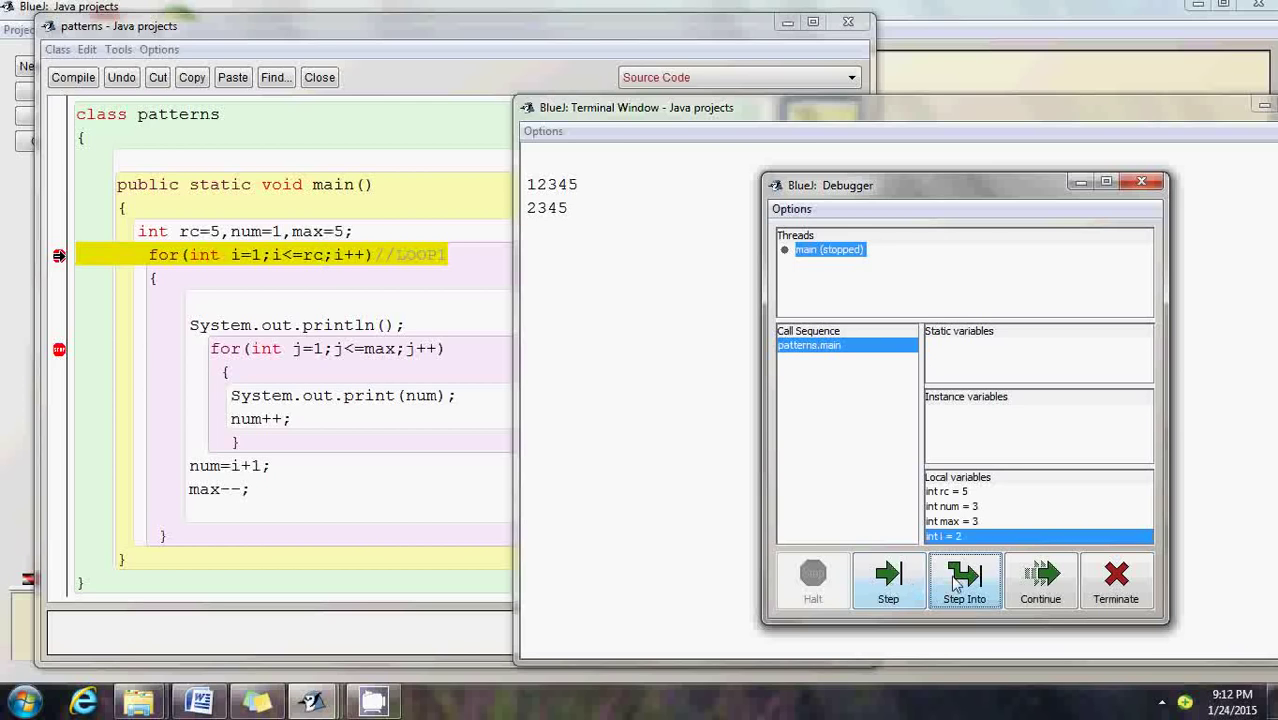 BlueJ: Java projects
patterns - Java projects
Class Edit Tools Options
Compile Undo Cut Copy Paste Find... Close
Source Code
class patterns
{
public static void main()
{
int rc=5,num=1,max=5;
for(int i=1;i<=rc;i++)//LOOP1
{
System.out.println();
for(int j=1;j<=max;j++)
{
System.out.print(num);
num++;
}
num=i+1;
max--;
}
}
}
BlueJ: Terminal Window - Java projects
Options
12345
2345
BlueJ: Debugger
Options
Threads
main (stopped)
Call Sequence
patterns.main
Static variables
Instance variables
Local variables
int rc = 5
int num = 3
int max = 3
int i = 2
Halt
Step
Step Into
Continue
Terminate
9:12 PM
1/24/2015